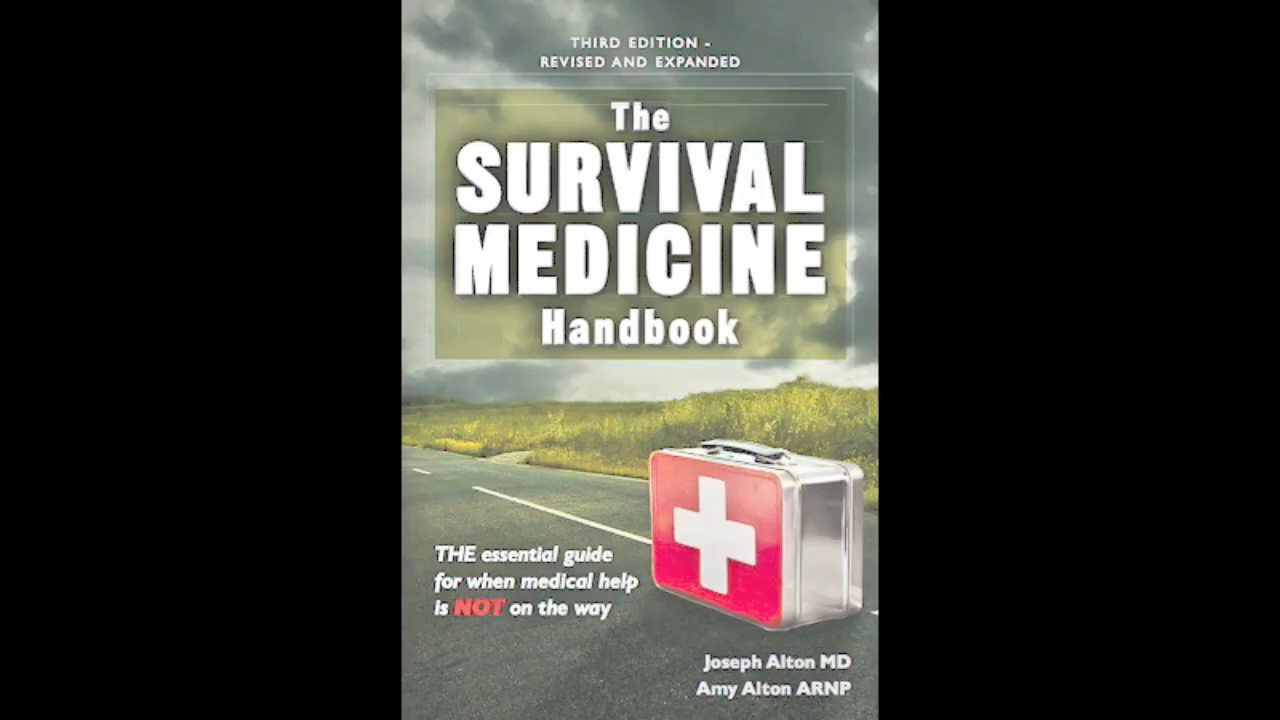 THIRD EDITION -
REVISED AND EXPANDED
The
SURVIVAL
MEDICINE
Handbook
THE essential guide
for when medical help
is NOT on the way
Joseph Alton MD
Amy Alton ARNP